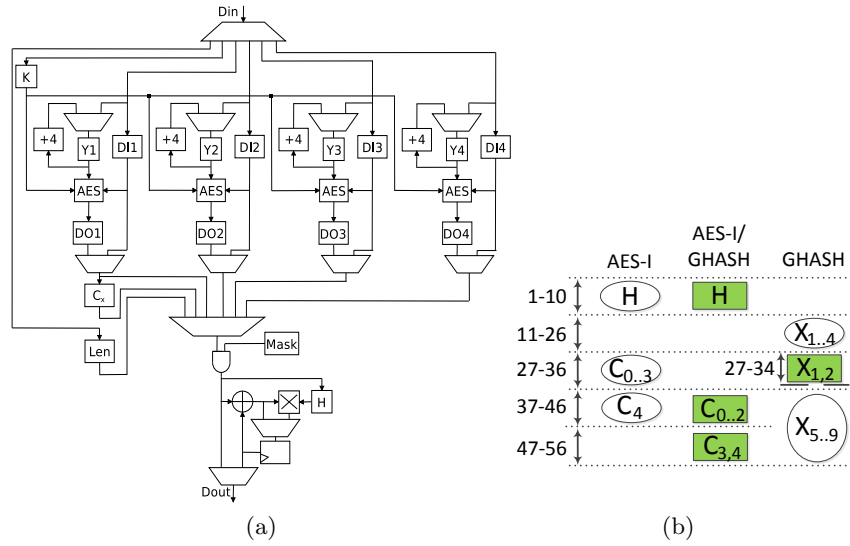 Din
K
+4
Y1
DI1
+4
Y2
DI2
+4
Y3
DI3
+4
Y4
DI4
AES
AES
AES
AES
DO1
DO2
DO3
DO4
Cx
Len
Mask
H
Dout
(a)
AES-I
AES-I/
GHASH
GHASH
1-10
H
H
11-26
X1..4
27-36
C0..3
27-34
X1,2
37-46
C4
C0..2
X5..9
47-56
C3,4
(b)